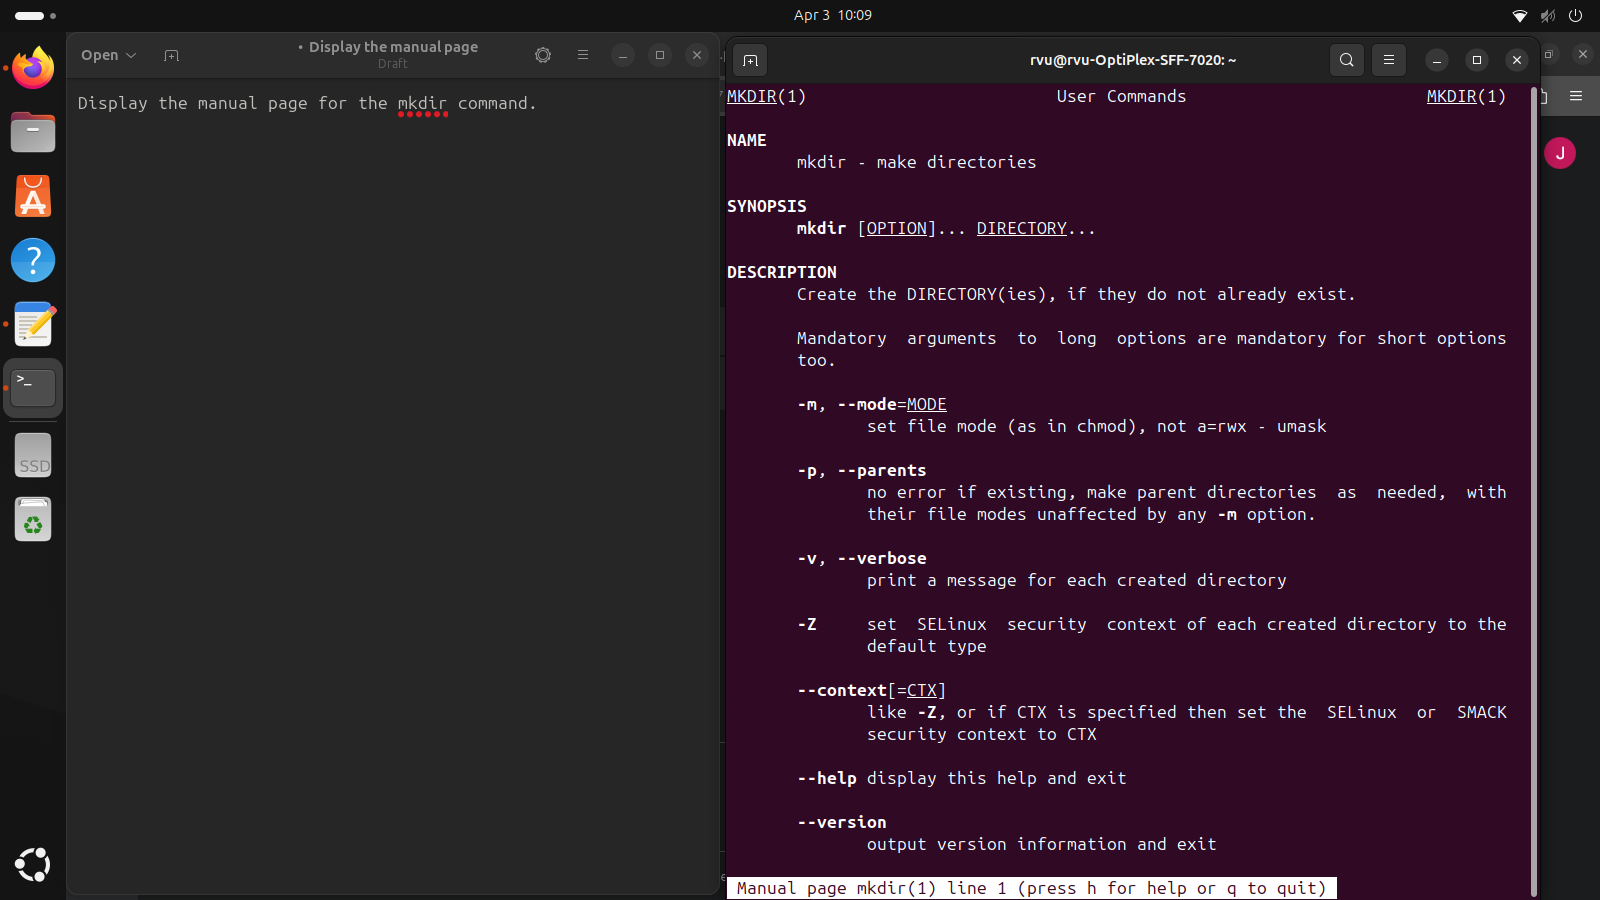 Apr 3 10:09
Open
• Display the manual page
Draft
Display the manual page for the mkdir command.
rvu@rvu-OptiPlex-SFF-7020: ~
MKDIR(1) User Commands MKDIR(1)
NAME
mkdir - make directories
SYNOPSIS
mkdir [OPTION]... DIRECTORY...
DESCRIPTION
Create the DIRECTORY(ies), if they do not already exist.
Mandatory arguments to long options are mandatory for short options
too.
-m, --mode=MODE
set file mode (as in chmod), not a=rwx - umask
-p, --parents
no error if existing, make parent directories as needed, with
their file modes unaffected by any -m option.
-v, --verbose
print a message for each created directory
-Z set SELinux security context of each created directory to the
default type
--context[=CTX]
like -Z, or if CTX is specified then set the SELinux or SMACK
security context to CTX
--help display this help and exit
--version
output version information and exit
Manual page mkdir(1) line 1 (press h for help or q to quit)
J
SSD